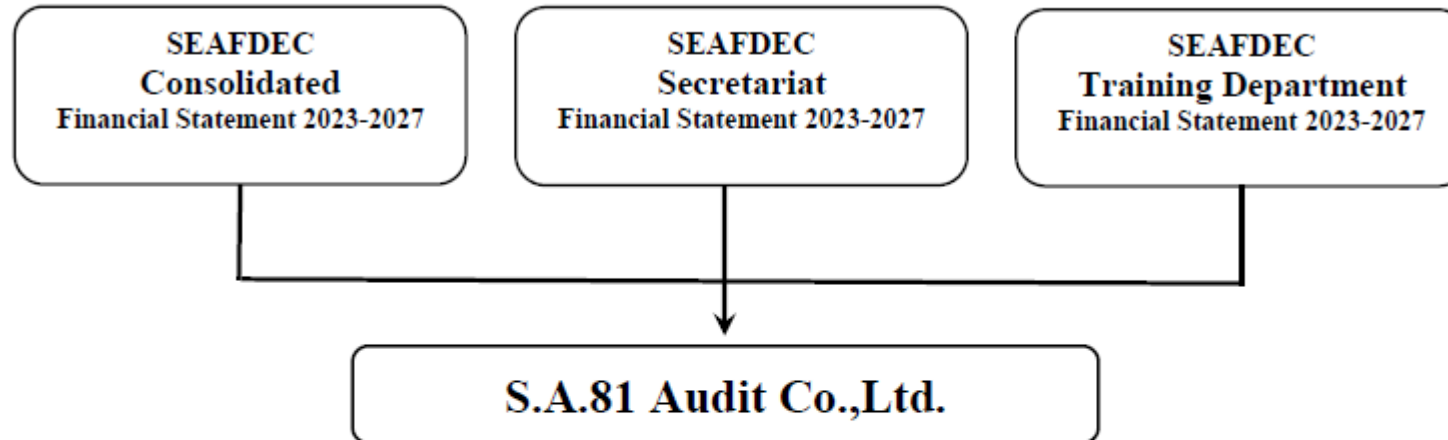 SEAFDEC
Consolidated
Financial Statement 2023-2027
SEAFDEC
Secretariat
Financial Statement 2023-2027
SEAFDEC
Training Department
Financial Statement 2023-2027
S.A.81 Audit Co.,Ltd.